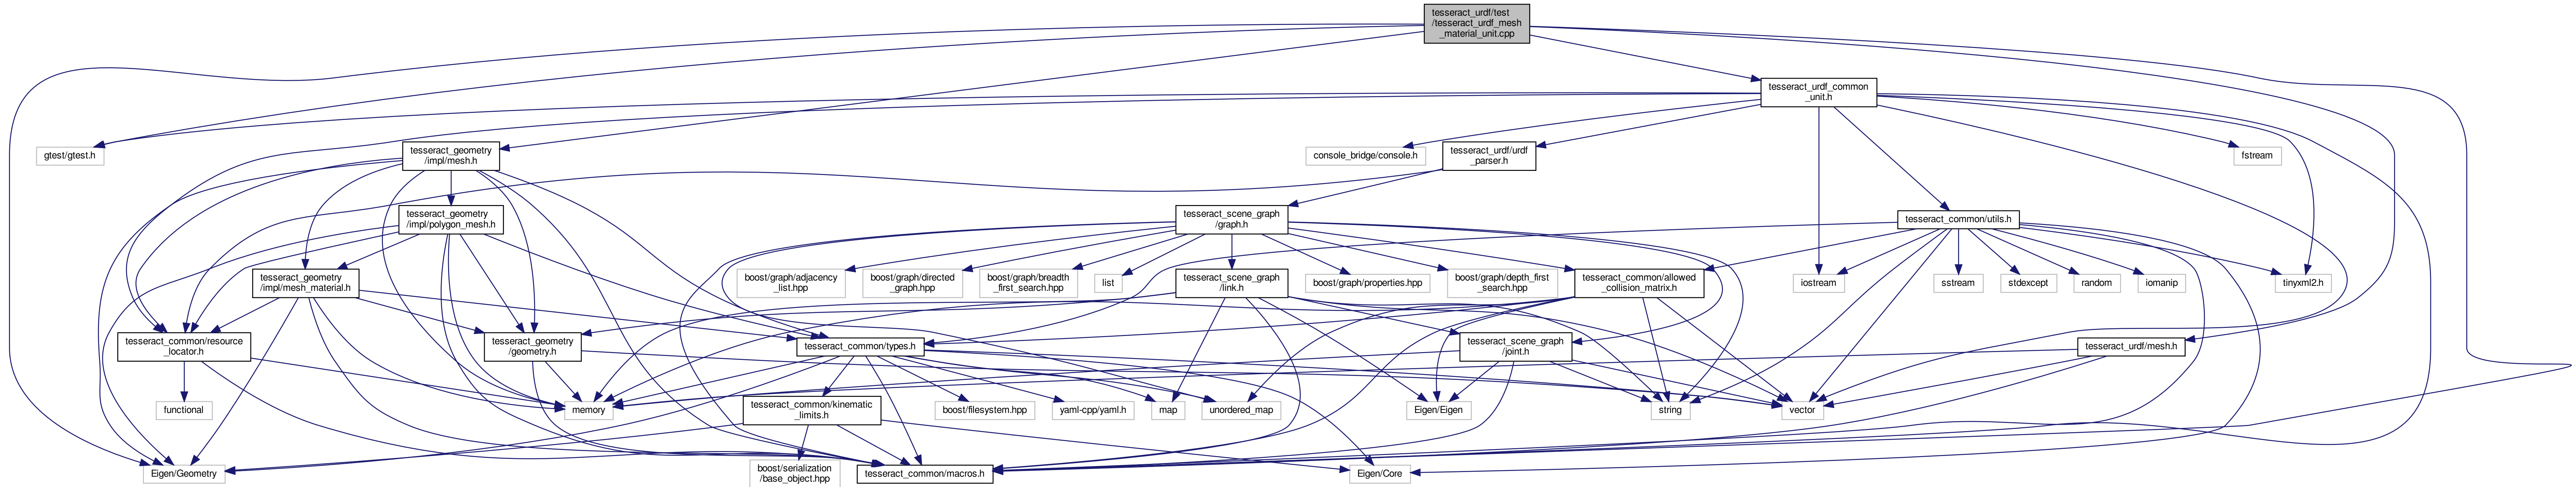 tesseract_urdf/test
/tesseract_urdf_mesh
_material_unit.cpp
tesseract_urdf_common
_unit.h
gtest/gtest.h
tesseract_geometry
/impl/mesh.h
console_bridge/console.h
tesseract_urdf/urdf
_parser.h
fstream
tesseract_geometry
/impl/polygon_mesh.h
tesseract_scene_graph
/graph.h
tesseract_common/utils.h
tesseract_geometry
/impl/mesh_material.h
boost/graph/adjacency
_list.hpp
boost/graph/directed
_graph.hpp
boost/graph/breadth
_first_search.hpp
list
tesseract_scene_graph
/link.h
boost/graph/properties.hpp
boost/graph/depth_first
_search.hpp
tesseract_common/allowed
_collision_matrix.h
iostream
sstream
stdexcept
random
iomanip
tinyxml2.h
tesseract_common/resource
_locator.h
tesseract_geometry
/geometry.h
tesseract_common/types.h
tesseract_scene_graph
/joint.h
tesseract_urdf/mesh.h
functional
memory
tesseract_common/kinematic
_limits.h
boost/filesystem.hpp
yaml-cpp/yaml.h
map
unordered_map
Eigen/Eigen
string
vector
Eigen/Geometry
boost/serialization
/base_object.hpp
tesseract_common/macros.h
Eigen/Core